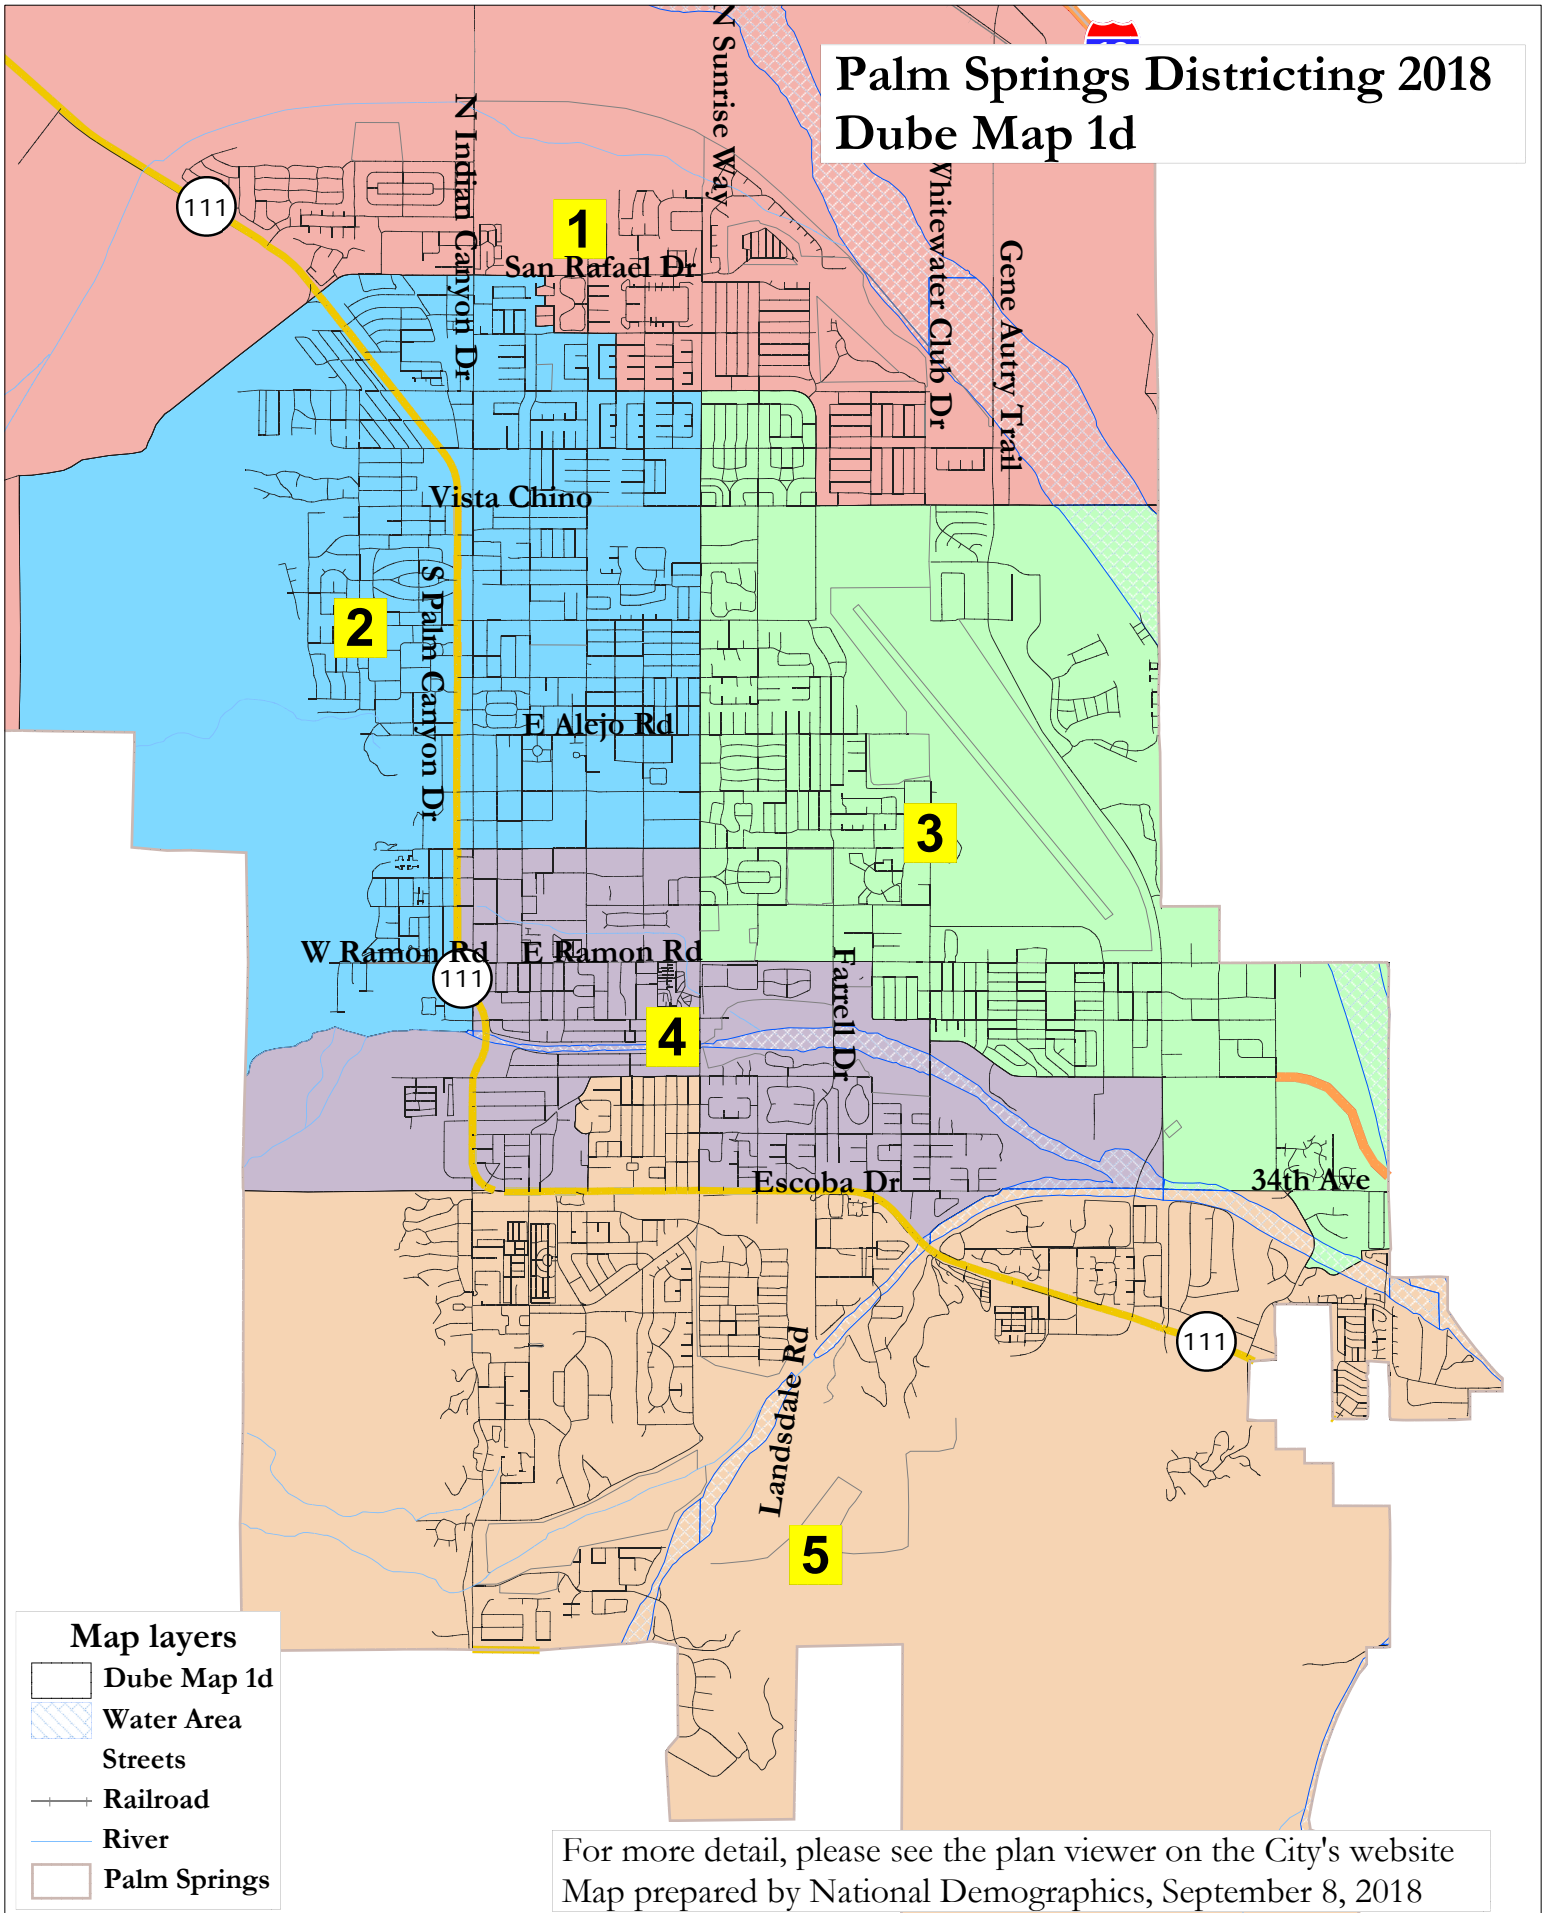 Palm Springs Districting 2018
Dube Map 1d
N Sunrise Way
N Indian Canyon Dr
Whitewater Club Dr
Gene Autry Trail
111
1
San Rafael Dr
Vista Chino
S Palm Canyon Dr
2
E Alejo Rd
3
W Ramon Rd
E Ramon Rd
111
Farrell Dr
4
Escoba Dr
34th Ave
111
Landsdale Rd
5
Map layers
Dube Map 1d
Water Area
Streets
Railroad
River
Palm Springs
For more detail, please see the plan viewer on the City's website
Map prepared by National Demographics, September 8, 2018